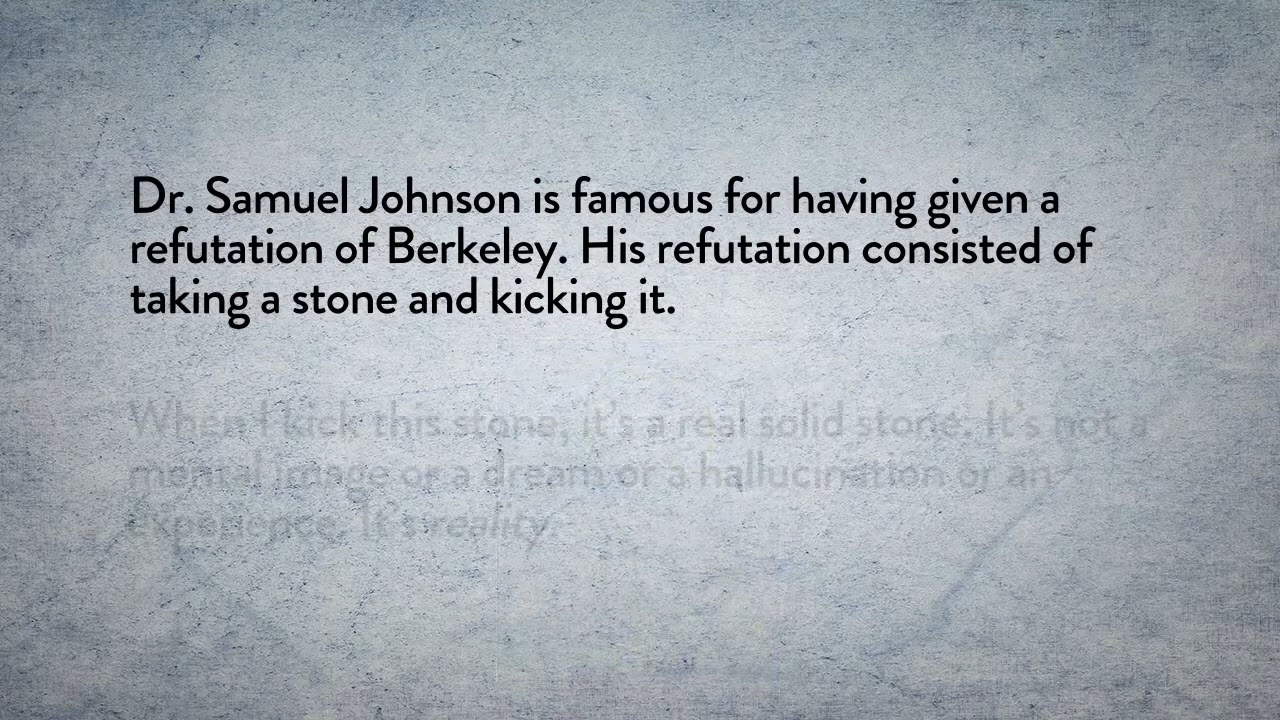 Dr. Samuel Johnson is famous for having given a
refutation of Berkeley. His refutation consisted of
taking a stone and kicking it.
When I kick this stone, it's a real solid stone. It's not a
mental image or a dream or a hallucination or an
experience. It's reality.